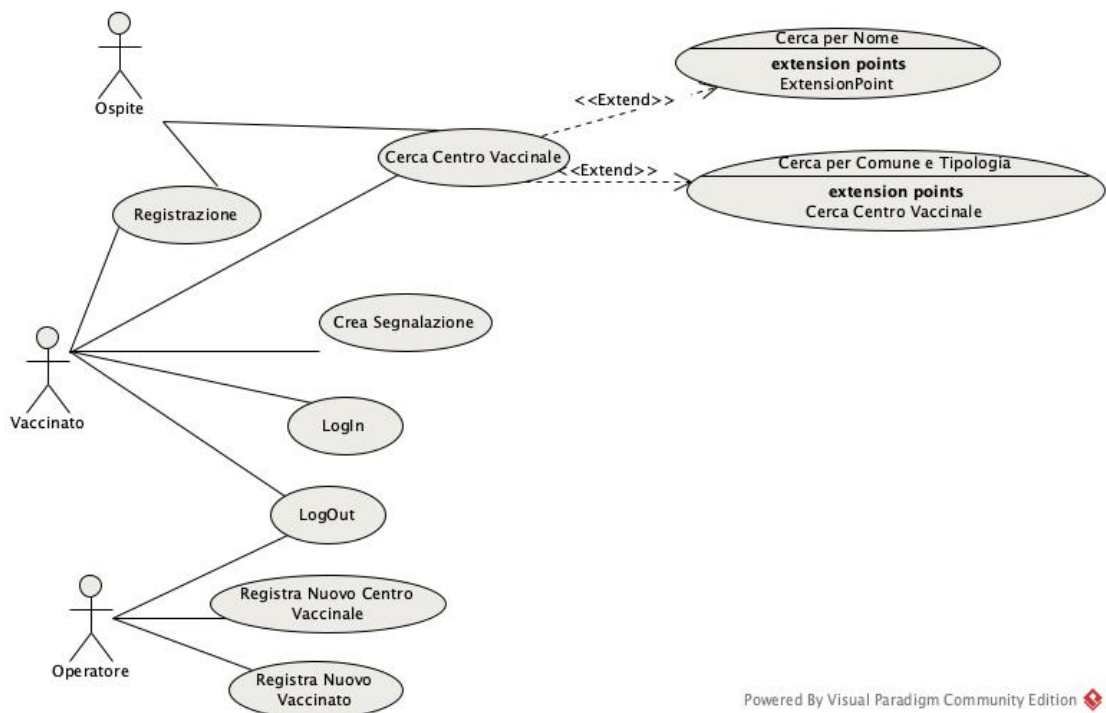 Ospite
Cerca per Nome
extension points
ExtensionPoint
<<Extend>>
Cerca Centro Vaccinale
<<Extend>>
Cerca per Comune e Tipologia
extension points
Cerca Centro Vaccinale
Registrazione
Vaccinato
Crea Segnalazione
LogIn
LogOut
Operatore
Registra Nuovo Centro
Vaccinale
Registra Nuovo
Vaccinato
Powered By Visual Paradigm Community Edition